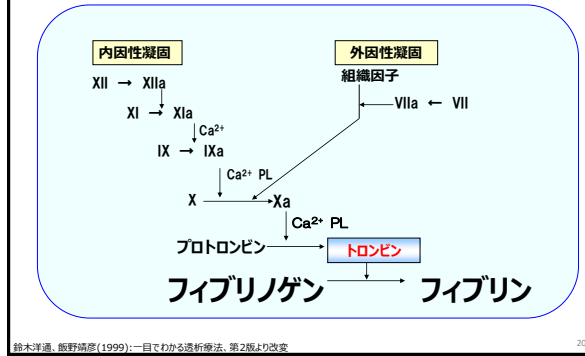 内因性凝固
外因性凝固
組織因子
XII → XIIa
VIIa ← VII
XI → XIa
Ca²⁺
IX → IXa
Ca²⁺ PL
X → Xa
Ca²⁺ PL
プロトロンビン
トロンビン
フィブリノゲン → フィブリン
鈴木洋通、飯野靖彦(1999):一目でわかる透析療法、第2版より改変
20